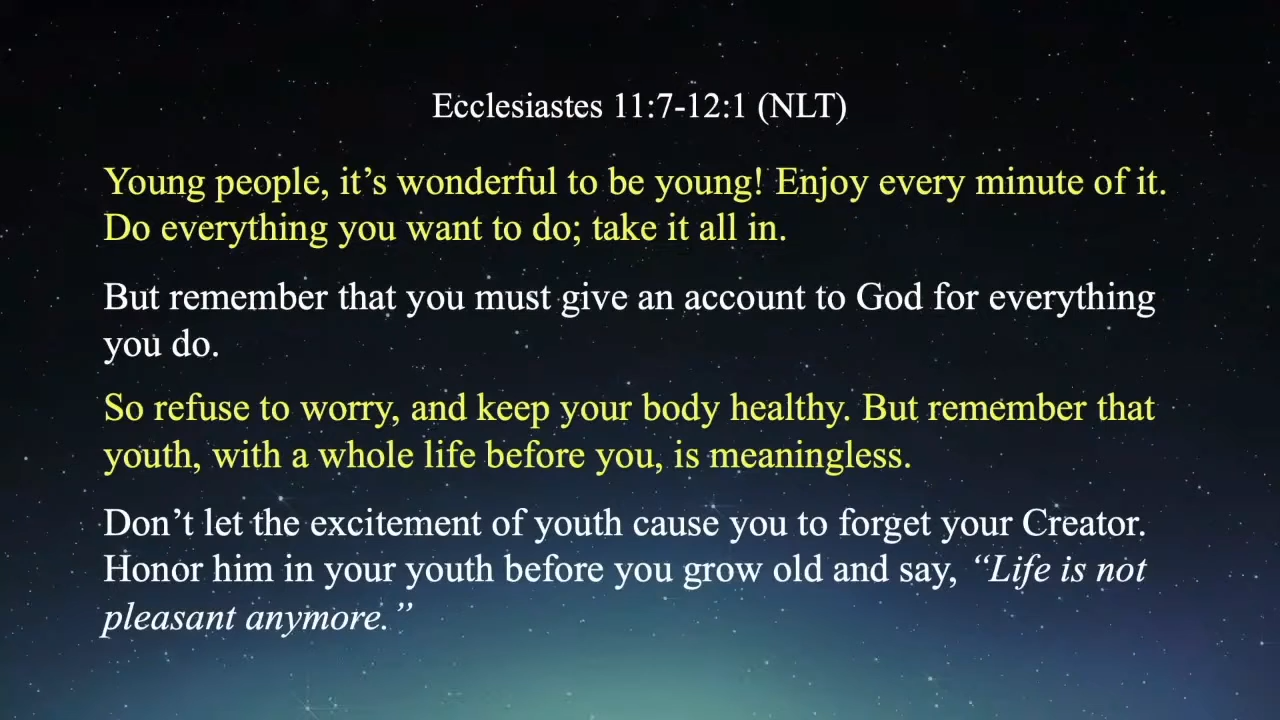 Ecclesiastes 11:7-12:1 (NLT)
Young people, it’s wonderful to be young! Enjoy every minute of it.
Do everything you want to do; take it all in.
But remember that you must give an account to God for everything
you do.
So refuse to worry, and keep your body healthy. But remember that
youth, with a whole life before you, is meaningless.
Don’t let the excitement of youth cause you to forget your Creator.
Honor him in your youth before you grow old and say, “Life is not
pleasant anymore.”